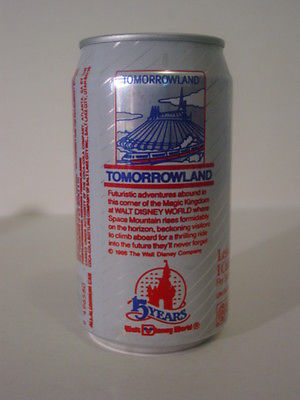 TOMORROWLAND
TOMORROWLAND
Futuristic adventures abound in
this corner of the Magic Kingdom
at WALT DISNEY WORLD where
Space Mountain rises formidably
on the horizon, beckoning visitors
to climb aboard for a thrilling ride
into the future they'll never forget.
© 1986 The Walt Disney Company
15 YEARS
Walt Disney World ®